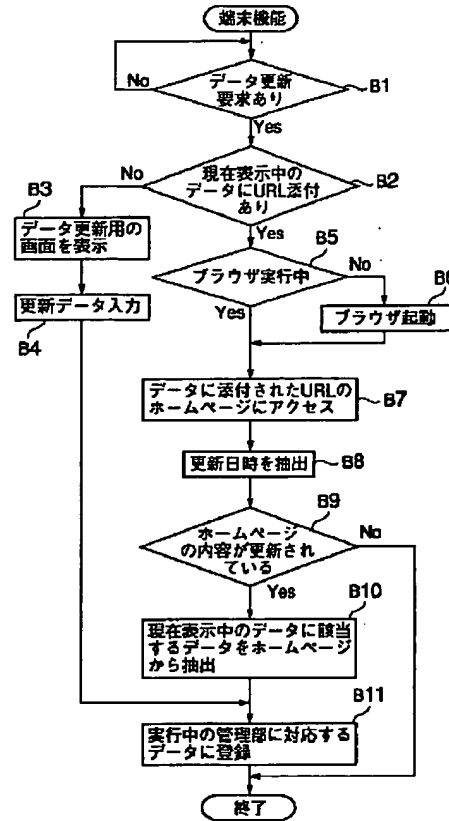 端末機能
No
データ更新
要求あり
B1
Yes
No
現在表示中の
データにURL添付
あり
B2
B3
データ更新用の
画面を表示
Yes
B5
ブラウザ実行中
No
B6
更新データ入力
B4
Yes
ブラウザ起動
データに添付されたURLの
ホームページにアクセス
B7
更新日時を抽出
B8
B9
ホームページ
の内容が更新され
ている
No
Yes
B10
現在表示中のデータに該当
するデータをホームページ
から抽出
B11
実行中の管理部に対応する
データに登録
終了